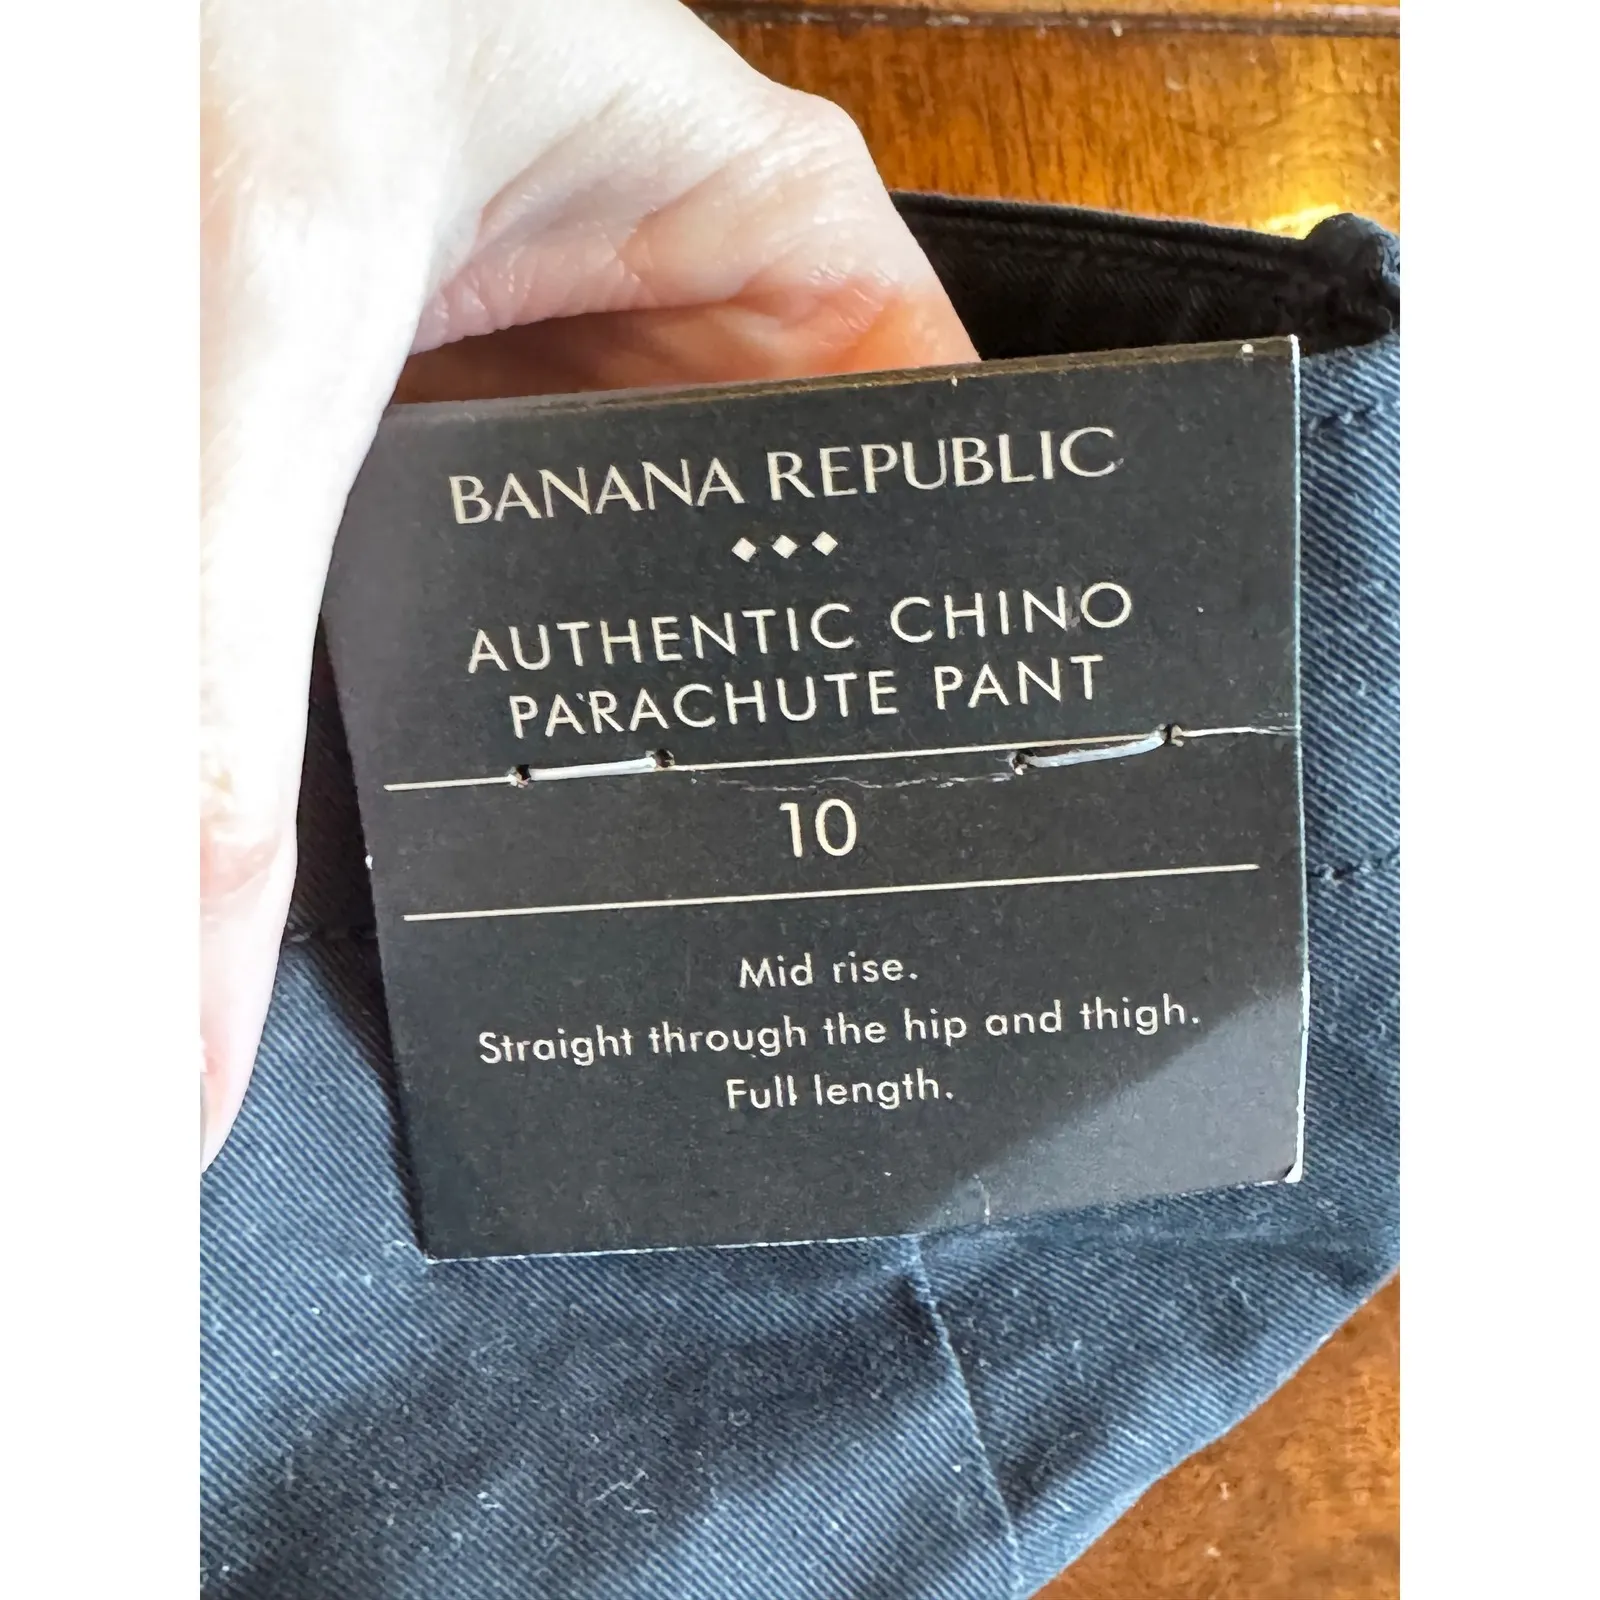 BANANA REPUBLIC
AUTHENTIC CHINO
PARACHUTE PANT
10
Mid rise.
Straight through the hip and thigh.
Full length.